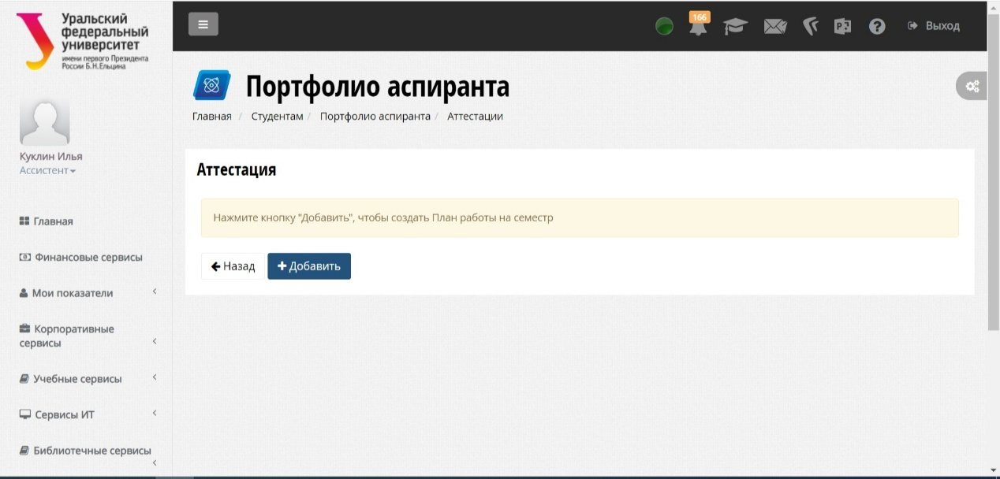 Уральский
федеральный
университет
имени первого Президента
России Б.Н.Ельцина
166
P3
?
Выход
Портфолио аспиранта
Главная / Студентам / Портфолио аспиранта / Аттестации
Куклин Илья
Ассистент
Главная
Финансовые сервисы
Мои показатели
Корпоративные
сервисы
Учебные сервисы
Сервисы ИТ
Библиотечные сервисы
Аттестация
Нажмите кнопку "Добавить", чтобы создать План работы на семестр
Назад
Добавить